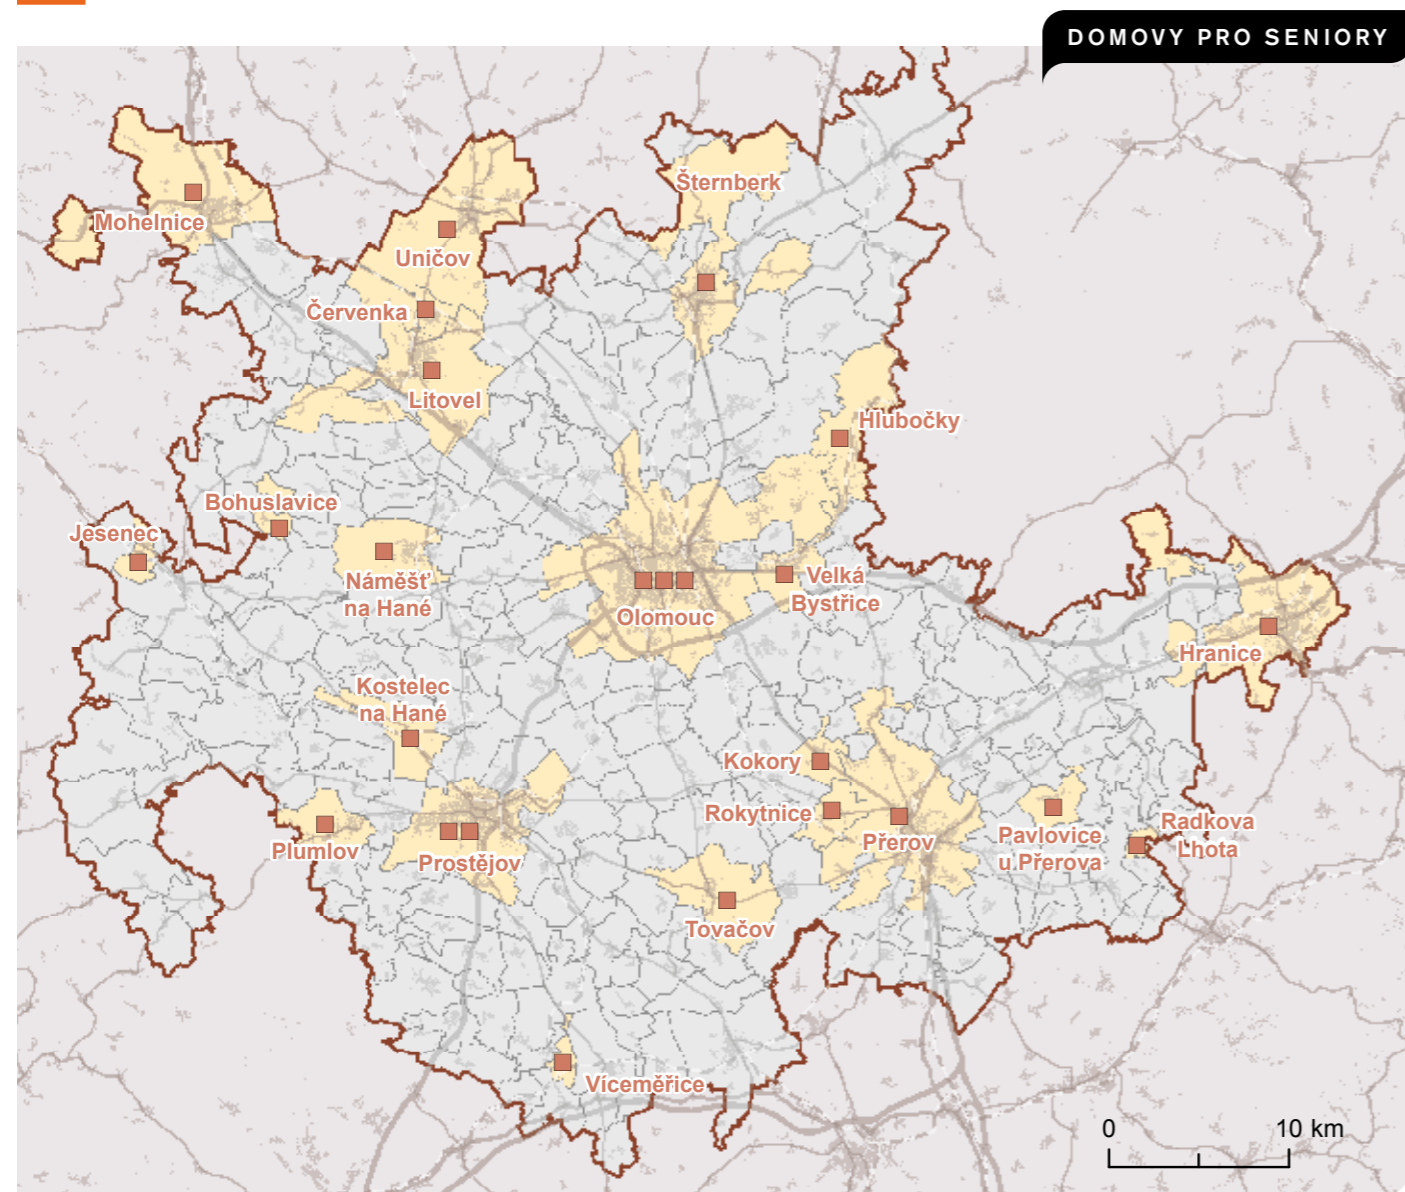 DOMOVY PRO SENIORY
Šternberk
Mohelnice
Uničov
Červenka
Litovel
Hlubočky
Bohuslavice
Jesenec
Náměšť
na Hané
Velká
Bystřice
Olomouc
Hranice
Kostelec
na Hané
Kokory
Rokytnice
Přerov
Pavlovice
u Přerova
Radkova
Lhota
Plumlov
Prostějov
Tovačov
Víceměřice
0 10 km